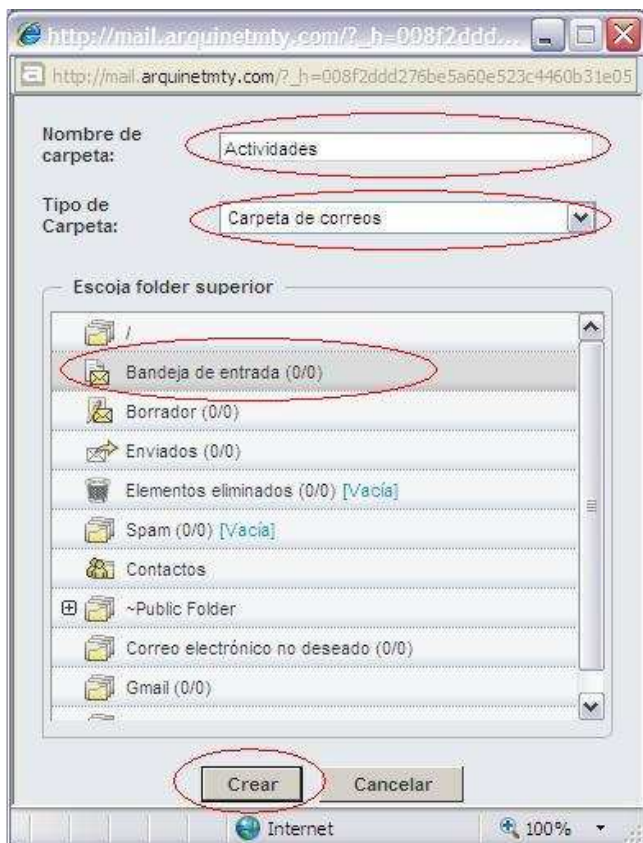 http://mail.arquinetmty.com/?_h=008f2ddd...
http://mail.arquinetmty.com/?_h=008f2ddd276be5a60e523c4460b31e05
Nombre de
carpeta:
Actividades
Tipo de
Carpeta:
Carpeta de correos
Escoja folder superior
/
Bandeja de entrada (0/0)
Borrador (0/0)
Enviados (0/0)
Elementos eliminados (0/0) [Vacía]
Spam (0/0) [Vacía]
Contactos
~Public Folder
Correo electrónico no deseado (0/0)
Gmail (0/0)
Crear
Cancelar
Internet
100%